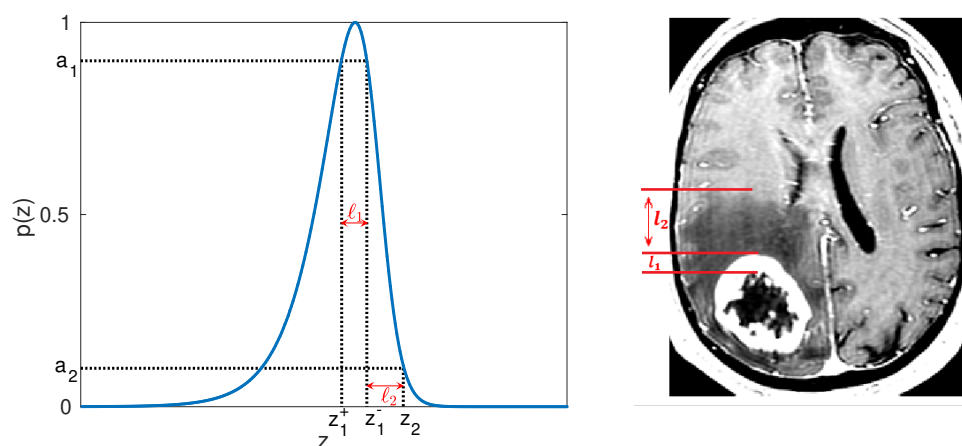 1
a₁
ℓ₁
0.5
p(z)
a₂
ℓ₂
0
z₁⁺ z₁⁻ z₂
z
l₂
l₁